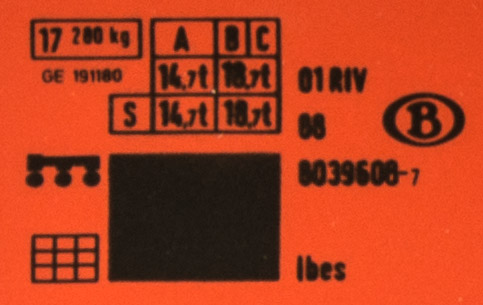 17 280 kg
A B C
GE 191180
14,7t 18,7t
S 14,7t 18,7t
01 RIV
88
B
8039608-7
Ibes